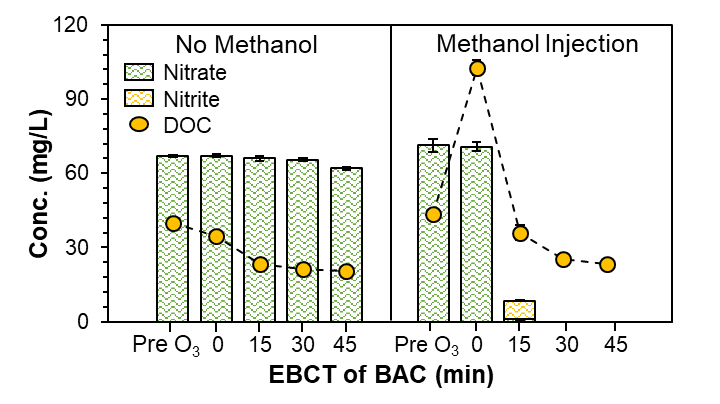 120
90
60
30
0
Conc. (mg/L)
No Methanol
Nitrate
Nitrite
DOC
Methanol Injection
Pre O₃ 0 15 30 45
Pre O₃ 0 15 30 45
EBCT of BAC (min)